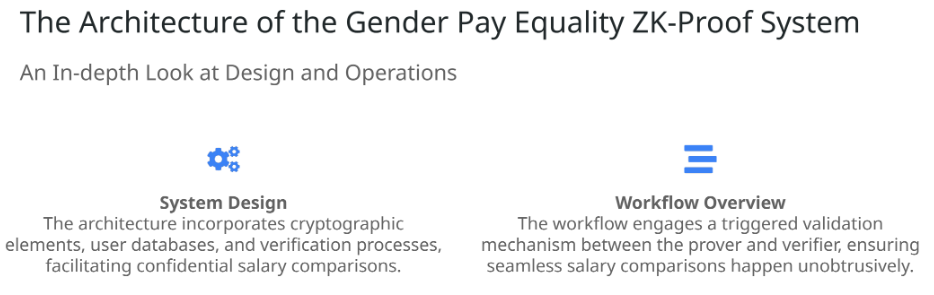 The Architecture of the Gender Pay Equality ZK-Proof System
An In-depth Look at Design and Operations
System Design
The architecture incorporates cryptographic
elements, user databases, and verification processes,
facilitating confidential salary comparisons.
Workflow Overview
The workflow engages a triggered validation
mechanism between the prover and verifier, ensuring
seamless salary comparisons happen unobtrusively.